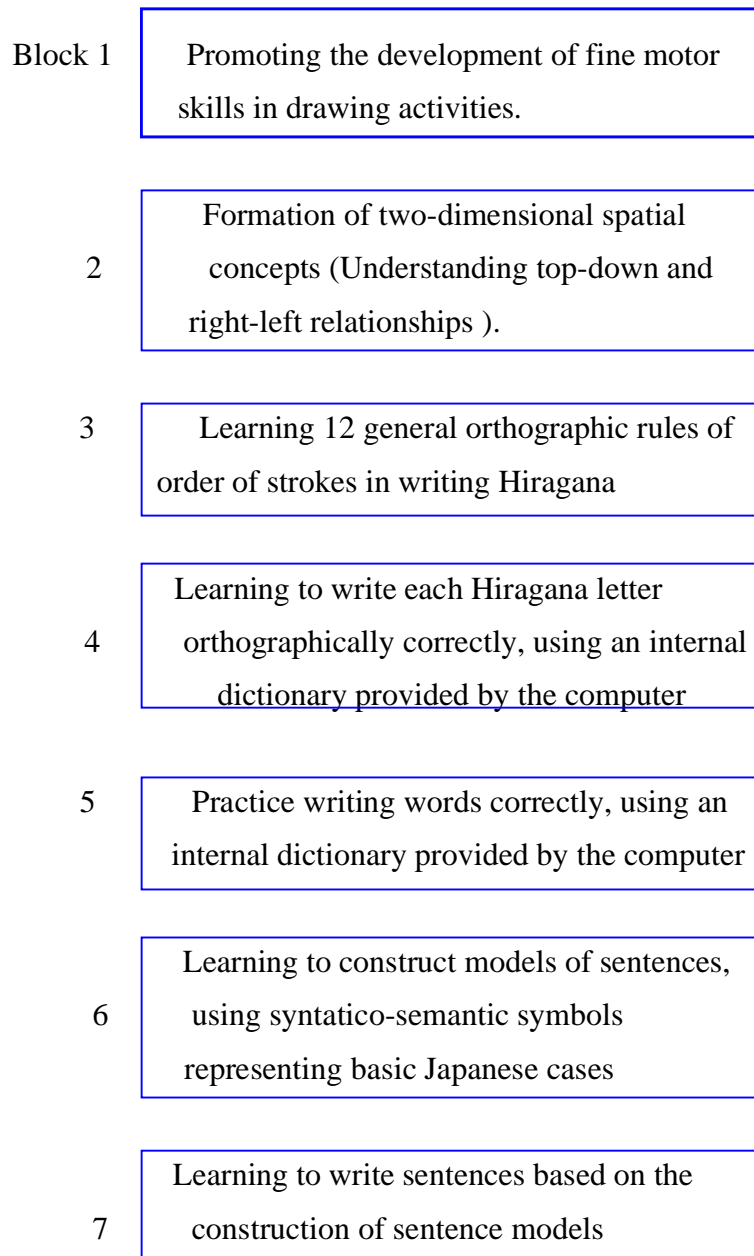 Block 1 Promoting the development of fine motor
skills in drawing activities.
Formation of two-dimensional spatial
2 concepts (Understanding top-down and
right-left relationships ).
3 Learning 12 general orthographic rules of
order of strokes in writing Hiragana
Learning to write each Hiragana letter
4 orthographically correctly, using an internal
dictionary provided by the computer
5 Practice writing words correctly, using an
internal dictionary provided by the computer
Learning to construct models of sentences,
6 using syntatico-semantic symbols
representing basic Japanese cases
Learning to write sentences based on the
7 construction of sentence models